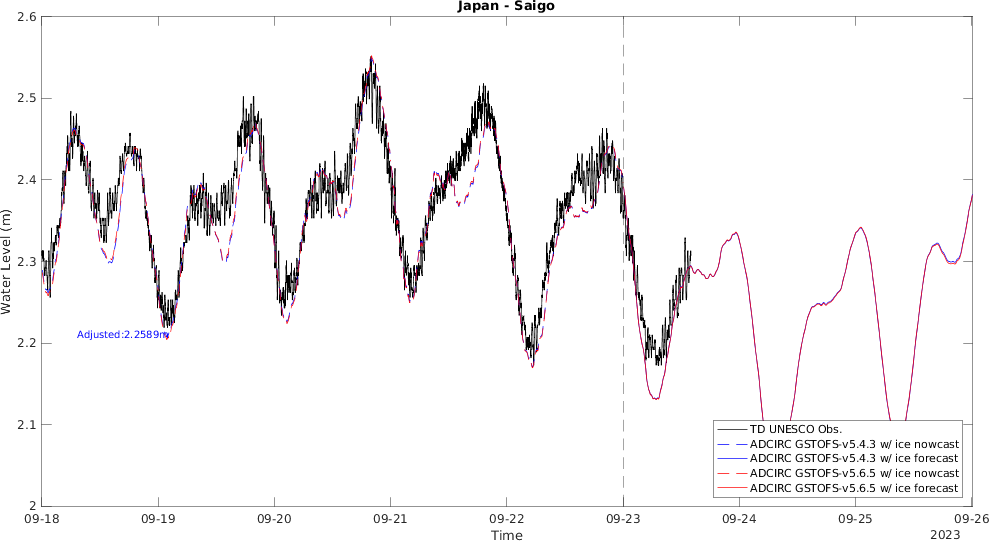 Japan - Saigo
2.6
2.5
2.4
2.3
2.2
2.1
2
Water Level (m)
Adjusted:2.2589m
TD UNESCO Obs.
ADCIRC GSTOFS-v5.4.3 w/ ice nowcast
ADCIRC GSTOFS-v5.4.3 w/ ice forecast
ADCIRC GSTOFS-v5.6.5 w/ ice nowcast
ADCIRC GSTOFS-v5.6.5 w/ ice forecast
09-18 09-19 09-20 09-21 09-22 09-23 09-24 09-25 09-26
Time
2023